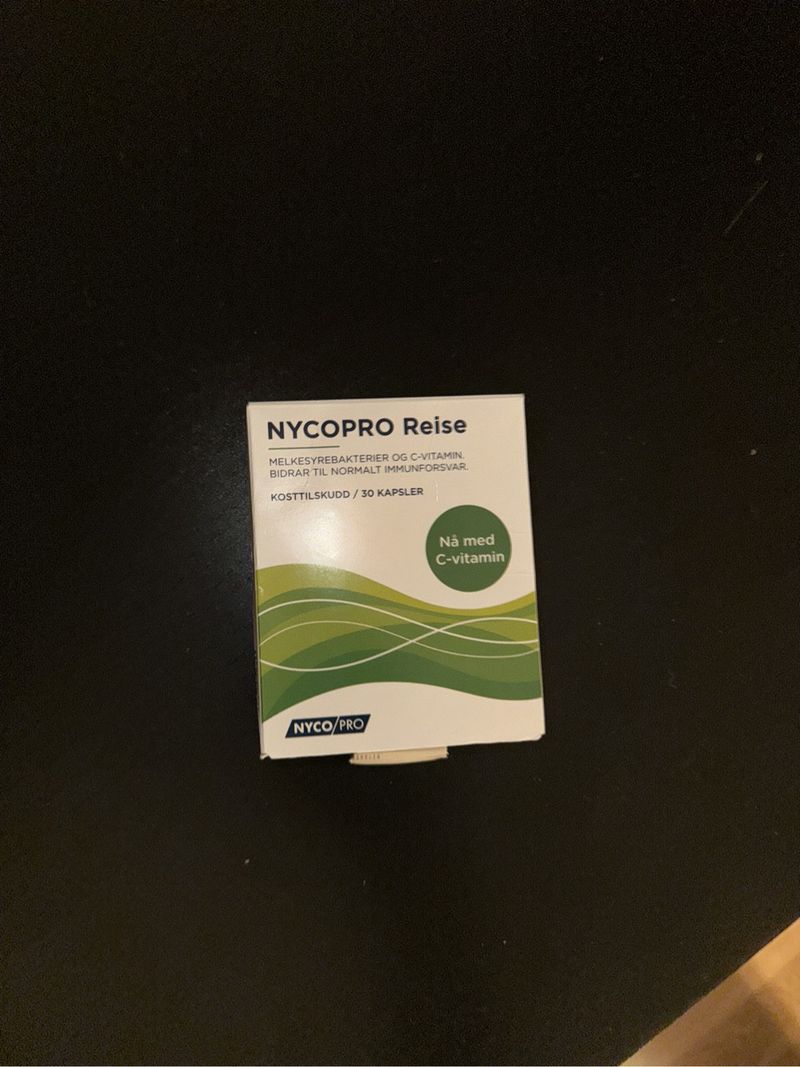 NYCOPRO Reise
MELKESYREBAKTERIER OG C-VITAMIN.
BIDRAR TIL NORMALT IMMUNFORSVAR.
KOSTTILSKUDD / 30 KAPSLER
Nå med
C-vitamin
NYCO/PRO